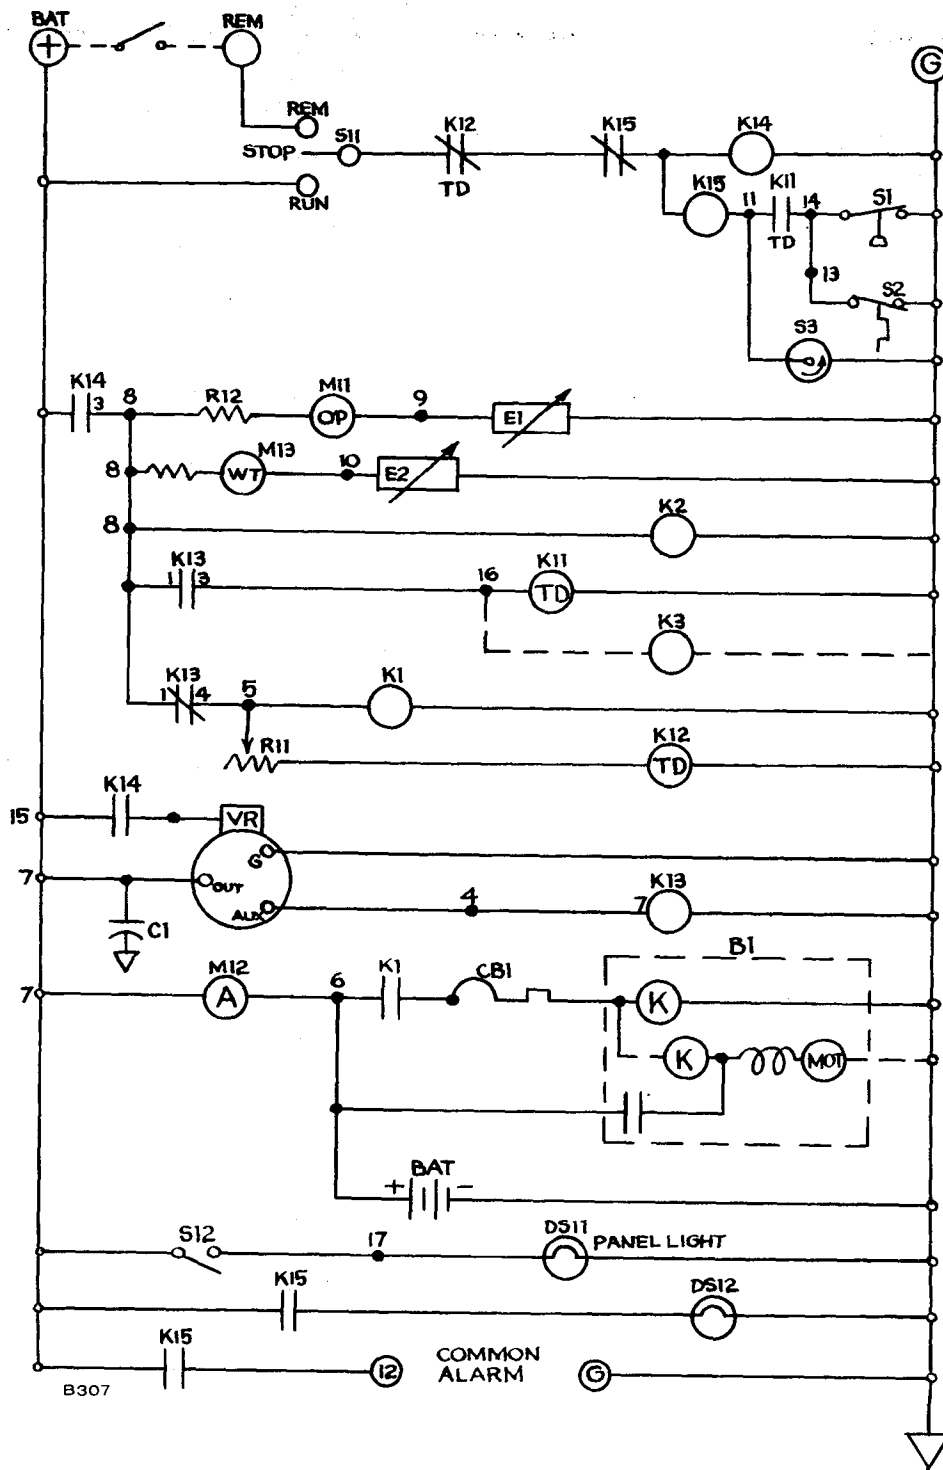 BAT REM
+ G
REM
STOP S11 K12 K15 K14
TD
RUN
K15 11 K11 14 S1
TD
13
S2
S3
K14 3 8 R12 M11 OP 9 E1
8 M13 WT 10 E2
8 K2
K13 1 3 16 K11 TD
K3
K13 1 4 5 K1
R11 K12 TD
K14
15 VR
G
7 OUT K13
AUX 4 7
C1
B1
M12 K1 CB1
7 A 6 K
K MOT
BAT
+ −
S12 17 DS11 PANEL LIGHT
K15 DS12
K15 12 COMMON ALARM G
B307